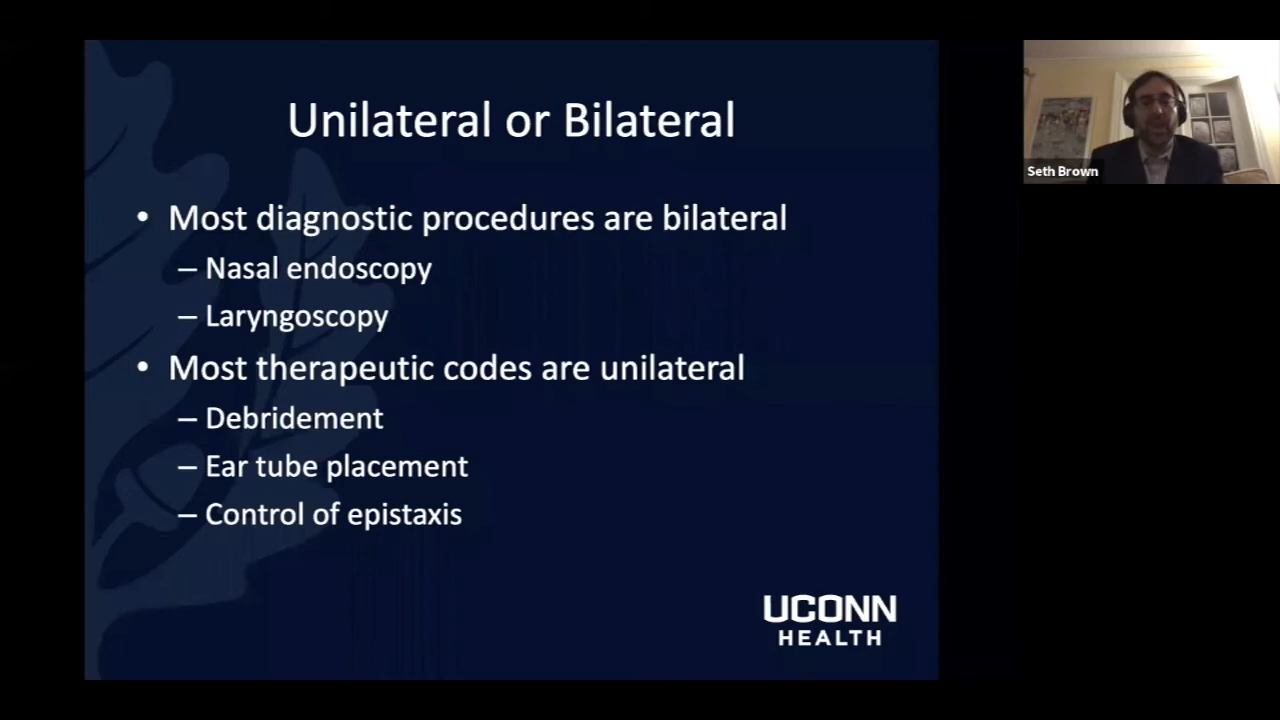 Unilateral or Bilateral
• Most diagnostic procedures are bilateral
– Nasal endoscopy
– Laryngoscopy
• Most therapeutic codes are unilateral
– Debridement
– Ear tube placement
– Control of epistaxis
UCONN
HEALTH
Seth Brown